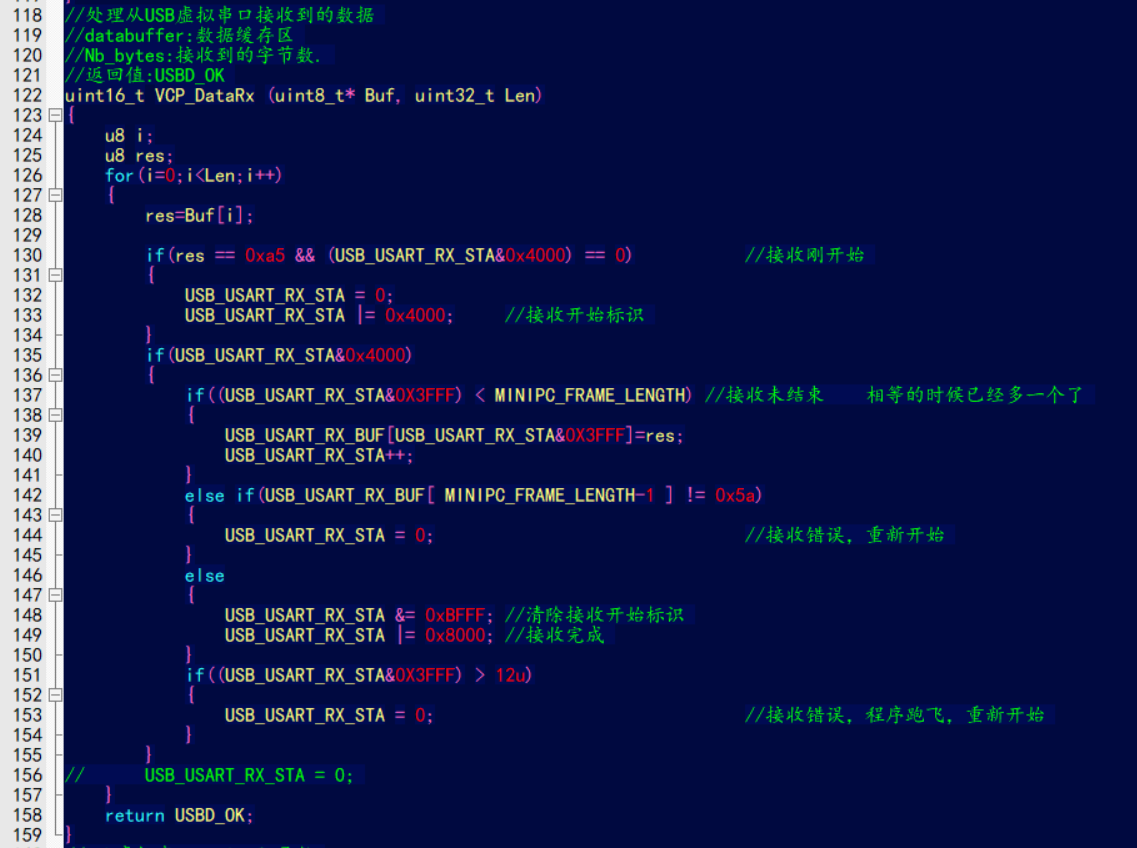 118 //处理从USB虚拟串口接收到的数据
119 //databuffer:数据缓存区
120 //Nb_bytes:接收到的字节数.
121 //返回值:USBD_OK
122 uint16_t VCP_DataRx (uint8_t* Buf, uint32_t Len)
123 {
124 u8 i;
125 u8 res;
126 for(i=0;i<Len;i++)
127 {
128 res=Buf[i];
129
130 if(res == 0xa5 && (USB_USART_RX_STA&0x4000) == 0) //接收刚开始
131 {
132 USB_USART_RX_STA = 0;
133 USB_USART_RX_STA |= 0x4000; //接收开始标识
134 }
135 if(USB_USART_RX_STA&0x4000)
136 {
137 if((USB_USART_RX_STA&0X3FFF) < MINIPC_FRAME_LENGTH) //接收未结束 相等的时候已经多一个了
138 {
139 USB_USART_RX_BUF[USB_USART_RX_STA&0X3FFF]=res;
140 USB_USART_RX_STA++;
141 }
142 else if(USB_USART_RX_BUF[ MINIPC_FRAME_LENGTH-1 ] != 0x5a)
143 {
144 USB_USART_RX_STA = 0; //接收错误, 重新开始
145 }
146 else
147 {
148 USB_USART_RX_STA &= 0xBFFF; //清除接收开始标识
149 USB_USART_RX_STA |= 0x8000; //接收完成
150 }
151 if((USB_USART_RX_STA&0X3FFF) > 12u)
152 {
153 USB_USART_RX_STA = 0; //接收错误, 程序跑飞, 重新开始
154 }
155 }
156 // USB_USART_RX_STA = 0;
157 }
158 return USBD_OK;
159 }